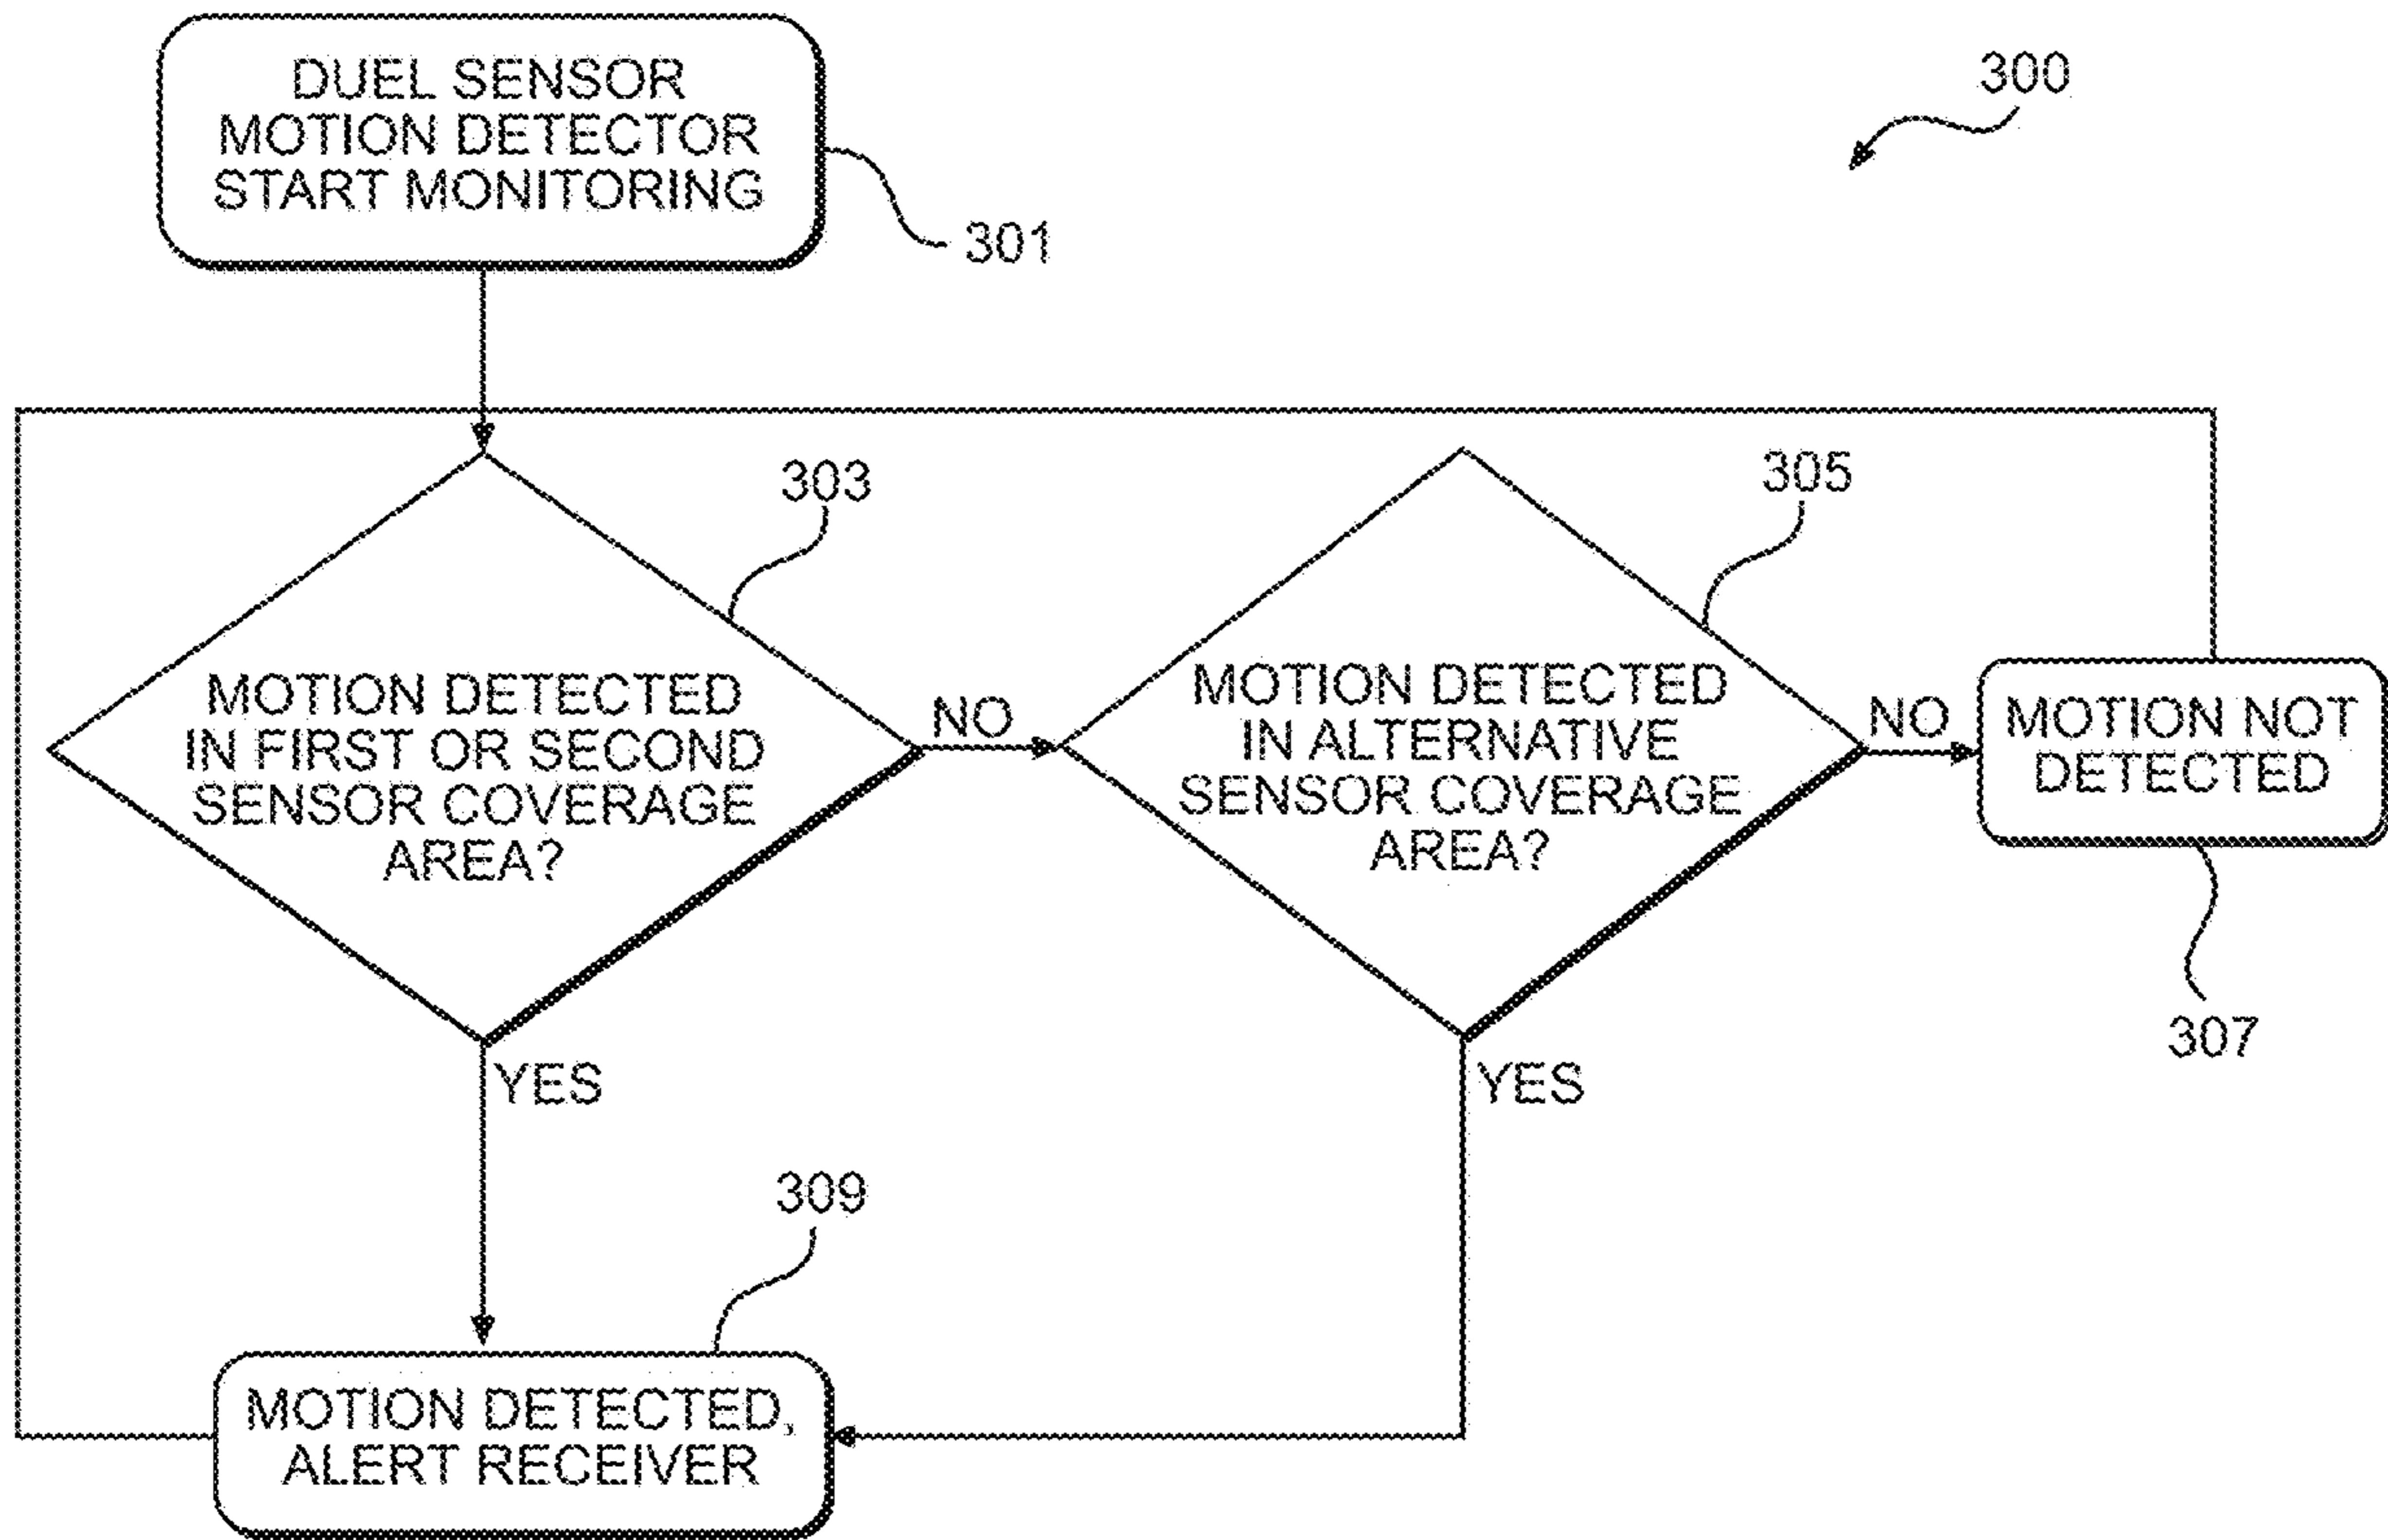 DUEL SENSOR
MOTION DETECTOR
START MONITORING
301
300
303
MOTION DETECTED
IN FIRST OR SECOND
SENSOR COVERAGE
AREA?
NO
YES
305
MOTION DETECTED
IN ALTERNATIVE
SENSOR COVERAGE
AREA?
NO
YES
MOTION NOT
DETECTED
307
309
MOTION DETECTED,
ALERT RECEIVER